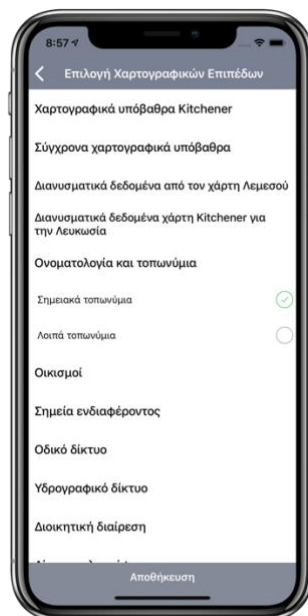 8:57
Επιλογή Χαρτογραφικών Επιπέδων
Χαρτογραφικά υπόβαθρα Kitchener
Σύγχρονα χαρτογραφικά υπόβαθρα
Διανυσματικά δεδομένα από τον χάρτη Λεμεσού
Διανυσματικά δεδομένα χάρτη Kitchener για
την Λευκωσία
Ονοματολογία και τοπωνύμια
Σημειακά τοπωνύμια
Λοιπά τοπωνύμια
Οικισμοί
Σημεία ενδιαφέροντος
Οδικό δίκτυο
Υδρογραφικό δίκτυο
Διοικητική διαίρεση
Αποθήκευση